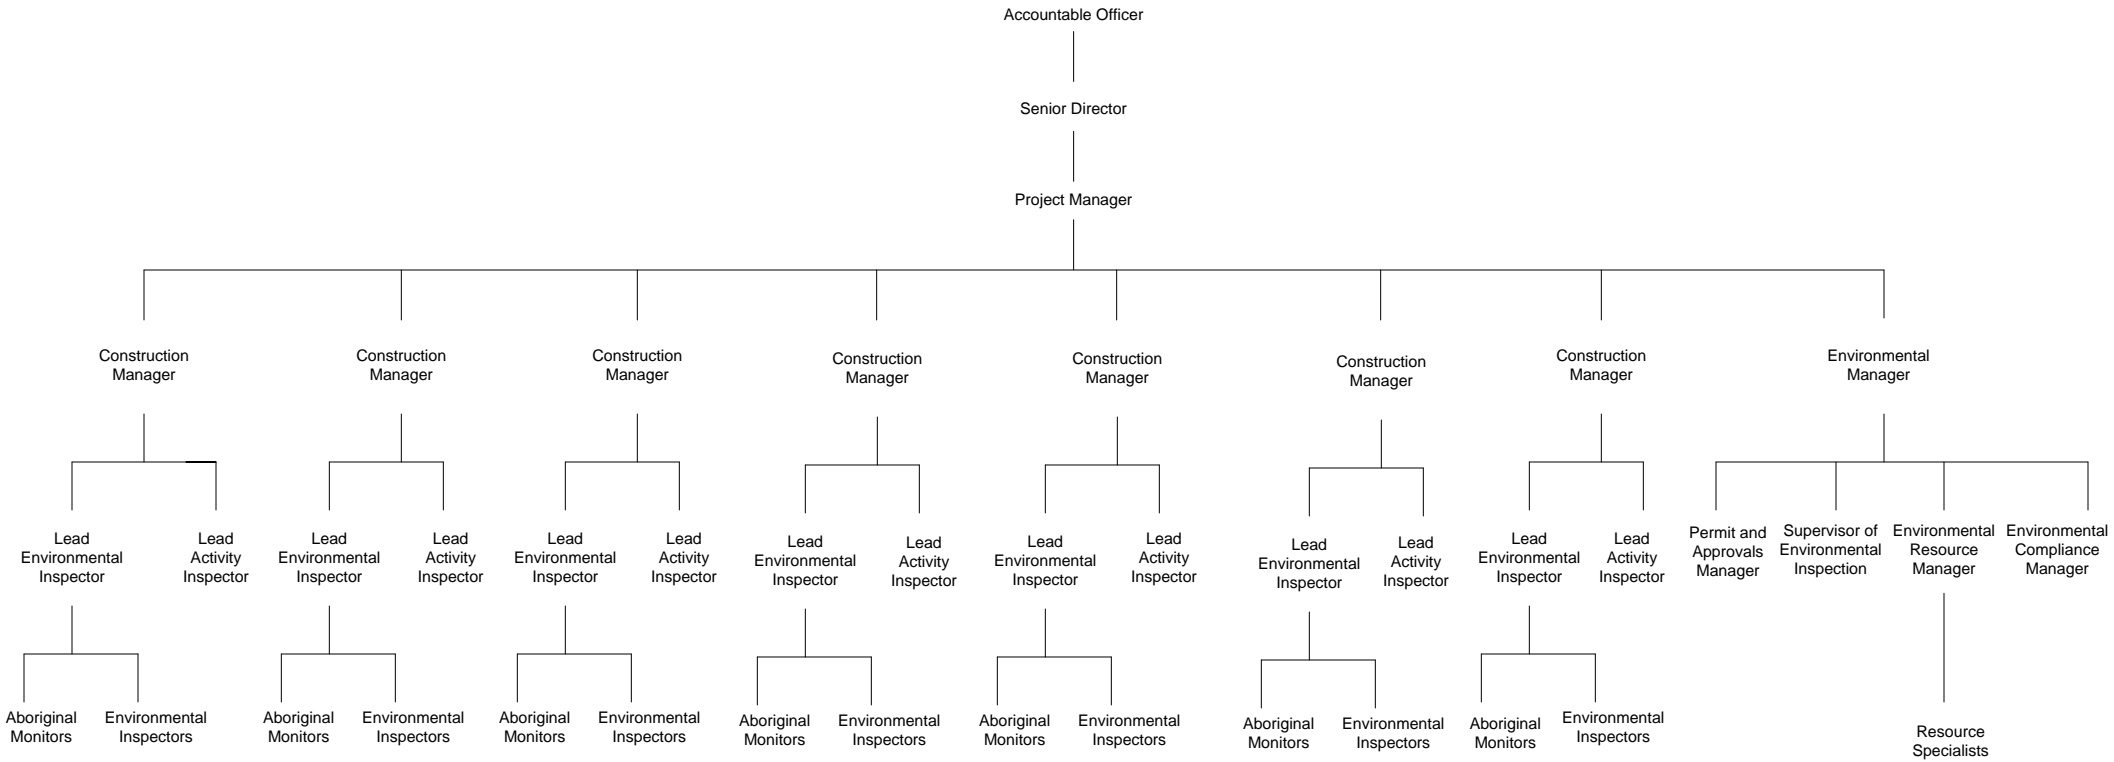 Accountable Officer
Senior Director
Project Manager
Construction
Manager
Construction
Manager
Construction
Manager
Construction
Manager
Construction
Manager
Construction
Manager
Construction
Manager
Environmental
Manager
Lead
Environmental
Inspector
Lead
Activity
Inspector
Lead
Environmental
Inspector
Lead
Activity
Inspector
Lead
Environmental
Inspector
Lead
Activity
Inspector
Lead
Environmental
Inspector
Lead
Activity
Inspector
Lead
Environmental
Inspector
Lead
Activity
Inspector
Lead
Environmental
Inspector
Lead
Activity
Inspector
Lead
Environmental
Inspector
Lead
Activity
Inspector
Permit and
Approvals
Manager
Supervisor of
Environmental
Inspection
Environmental
Resource
Manager
Environmental
Compliance
Manager
Aboriginal
Monitors
Environmental
Inspectors
Aboriginal
Monitors
Environmental
Inspectors
Aboriginal
Monitors
Environmental
Inspectors
Aboriginal
Monitors
Environmental
Inspectors
Aboriginal
Monitors
Environmental
Inspectors
Aboriginal
Monitors
Environmental
Inspectors
Aboriginal
Monitors
Environmental
Inspectors
Resource
Specialists